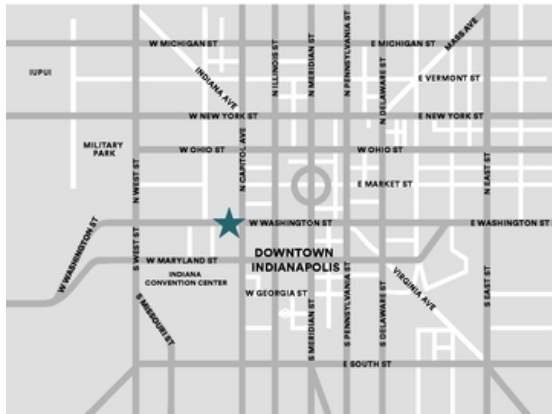 W MICHIGAN ST
E MICHIGAN ST
MASS AVE
IUPUI
INDIANA AVE
N ILLINOIS ST
N MERIDIAN ST
N PENNSYLVANIA ST
N DELAWARE ST
E VERMONT ST
W NEW YORK ST
E NEW YORK ST
MILITARY
PARK
W OHIO ST
N CAPITOL AVE
W OHIO ST
N WEST ST
E MARKET ST
N EAST ST
W WASHINGTON ST
W WASHINGTON ST
E WASHINGTON ST
S WEST ST
W MARYLAND ST
DOWNTOWN
INDIANAPOLIS
INDIANA
CONVENTION CENTER
W GEORGIA ST
S MISSOURI ST
S MERIDIAN ST
S PENNSYLVANIA ST
S DELAWARE ST
VIRGINIA AVE
S EAST ST
E SOUTH ST